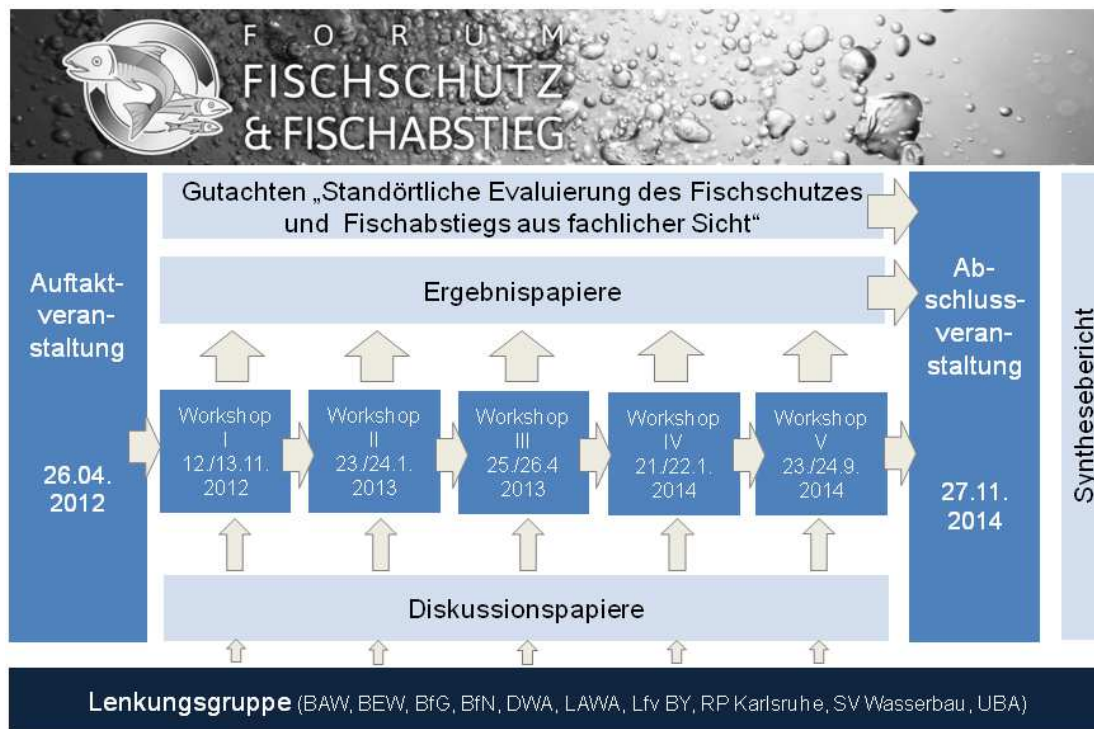 FORUM
FISCHSCHUTZ
& FISCHABSTIEG
Gutachten „Standörtliche Evaluierung des Fischschutzes
und Fischabstiegs aus fachlicher Sicht“
Ergebnispapiere
Auftakt-
veran-
staltung
26.04.
2012
Workshop
I
12./13.11.
2012
Workshop
II
23./24.1.
2013
Workshop
III
25./26.4
2013
Workshop
IV
21./22.1.
2014
Workshop
V
23./24.9.
2014
Ab-
schluss-
veran-
staltung
27.11.
2014
Synthesebericht
Diskussionspapiere
Lenkungsgruppe (BAW, BEW, BfG, BfN, DWA, LAWA, Lfv BY, RP Karlsruhe, SV Wasserbau, UBA)